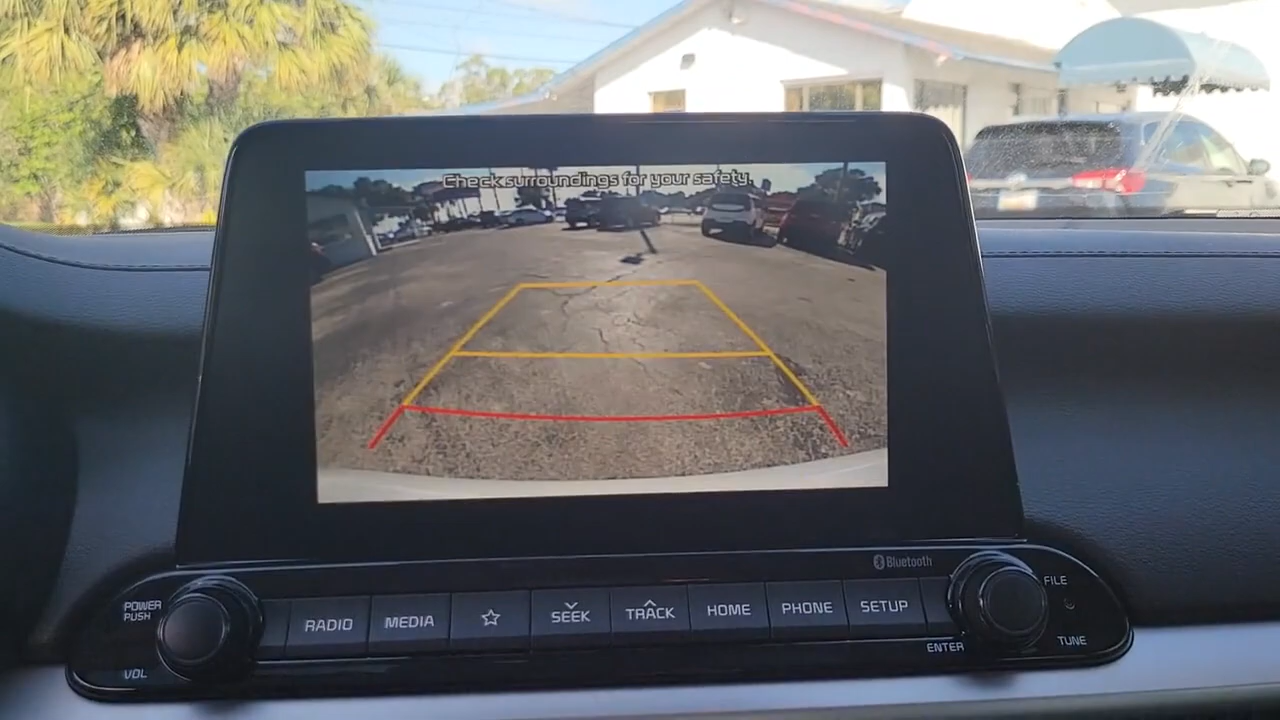 Check surroundings for your safety.
Bluetooth
POWER
PUSH
VOL
RADIO
MEDIA
SEEK
TRACK
HOME
PHONE
SETUP
FILE
ENTER
TUNE